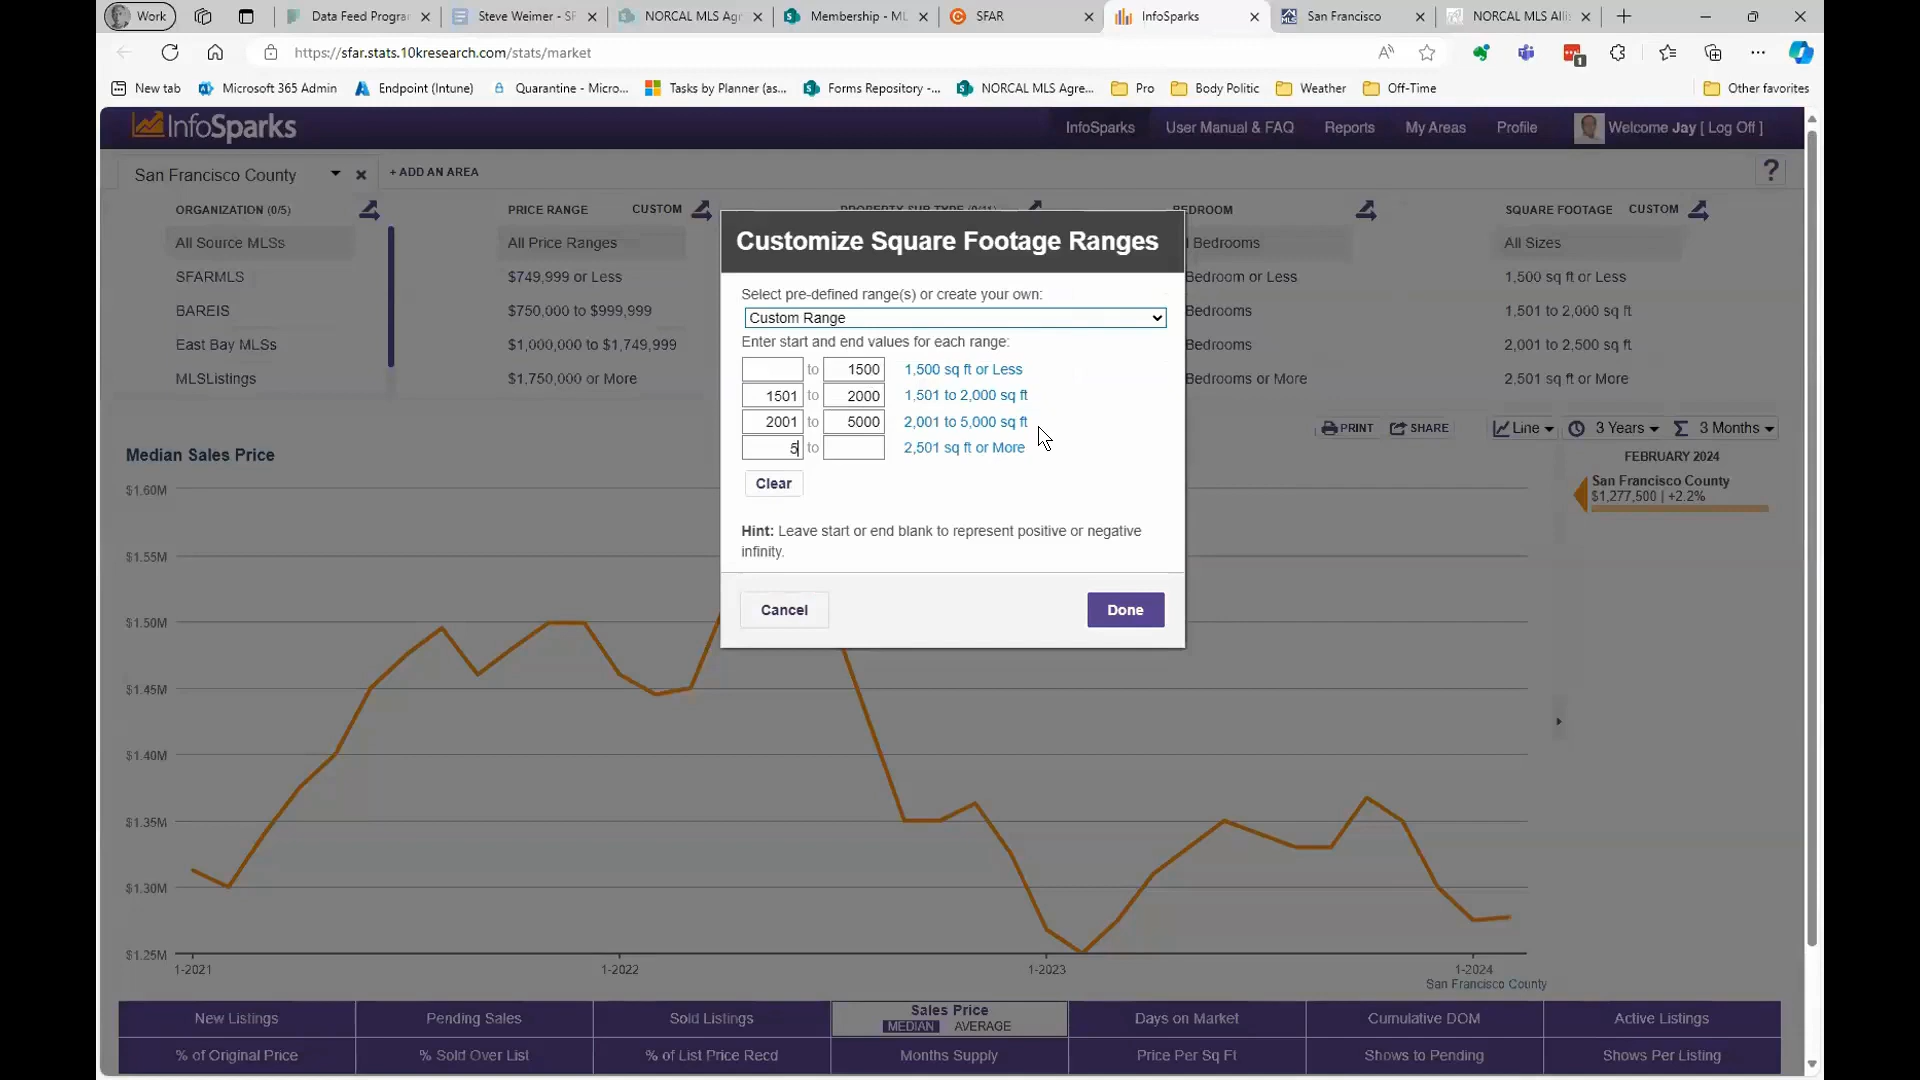 Work
Data Feed Progra
Steve Weimer - SF
NORCAL MLS Agr
Membership - ML
SFAR
InfoSparks
San Francisco
NORCAL MLS Allis
https://sfar.stats.10kresearch.com/stats/market
1
New tab
Microsoft 365 Admin
Endpoint (Intune)
Quarantine - Micro...
Tasks by Planner (as...
Forms Repository -...
NORCAL MLS Agre...
Pro
Body Politic
Weather
Off-Time
Other favorites
InfoSparks
InfoSparks
User Manual & FAQ
Reports
My Areas
Profile
Welcome Jay [ Log Off ]
San Francisco County
+ ADD AN AREA
?
ORGANIZATION (0/5)
All Source MLSs
SFARMLS
BAREIS
East Bay MLSs
MLSListings
PRICE RANGE
CUSTOM
All Price Ranges
$749,999 or Less
$750,000 to $999,999
$1,000,000 to $1,749,999
$1,750,000 or More
PROPERTY SUB TYPE (0/11)
BEDROOM
l Bedrooms
Bedroom or Less
Bedrooms
Bedrooms
Bedrooms or More
SQUARE FOOTAGE
CUSTOM
All Sizes
1,500 sq ft or Less
1,501 to 2,000 sq ft
2,001 to 2,500 sq ft
2,501 sq ft or More
Customize Square Footage Ranges
Select pre-defined range(s) or create your own:
Custom Range
Enter start and end values for each range:
to 1500 1,500 sq ft or Less
1501 to 2000 1,501 to 2,000 sq ft
2001 to 5000 2,001 to 5,000 sq ft
5 to 2,501 sq ft or More
Clear
Hint: Leave start or end blank to represent positive or negative
infinity.
Cancel
Done
PRINT
SHARE
Line
3 Years
3 Months
Median Sales Price
FEBRUARY 2024
San Francisco County
$1,277,500 | +2.2%
$1.60M
$1.55M
$1.50M
$1.45M
$1.40M
$1.35M
$1.30M
$1.25M
1-2021
1-2022
1-2023
1-2024
San Francisco County
New Listings
Pending Sales
Sold Listings
Sales Price
MEDIAN AVERAGE
Days on Market
Cumulative DOM
Active Listings
% of Original Price
% Sold Over List
% of List Price Recd
Months Supply
Price Per Sq Ft
Shows to Pending
Shows Per Listing